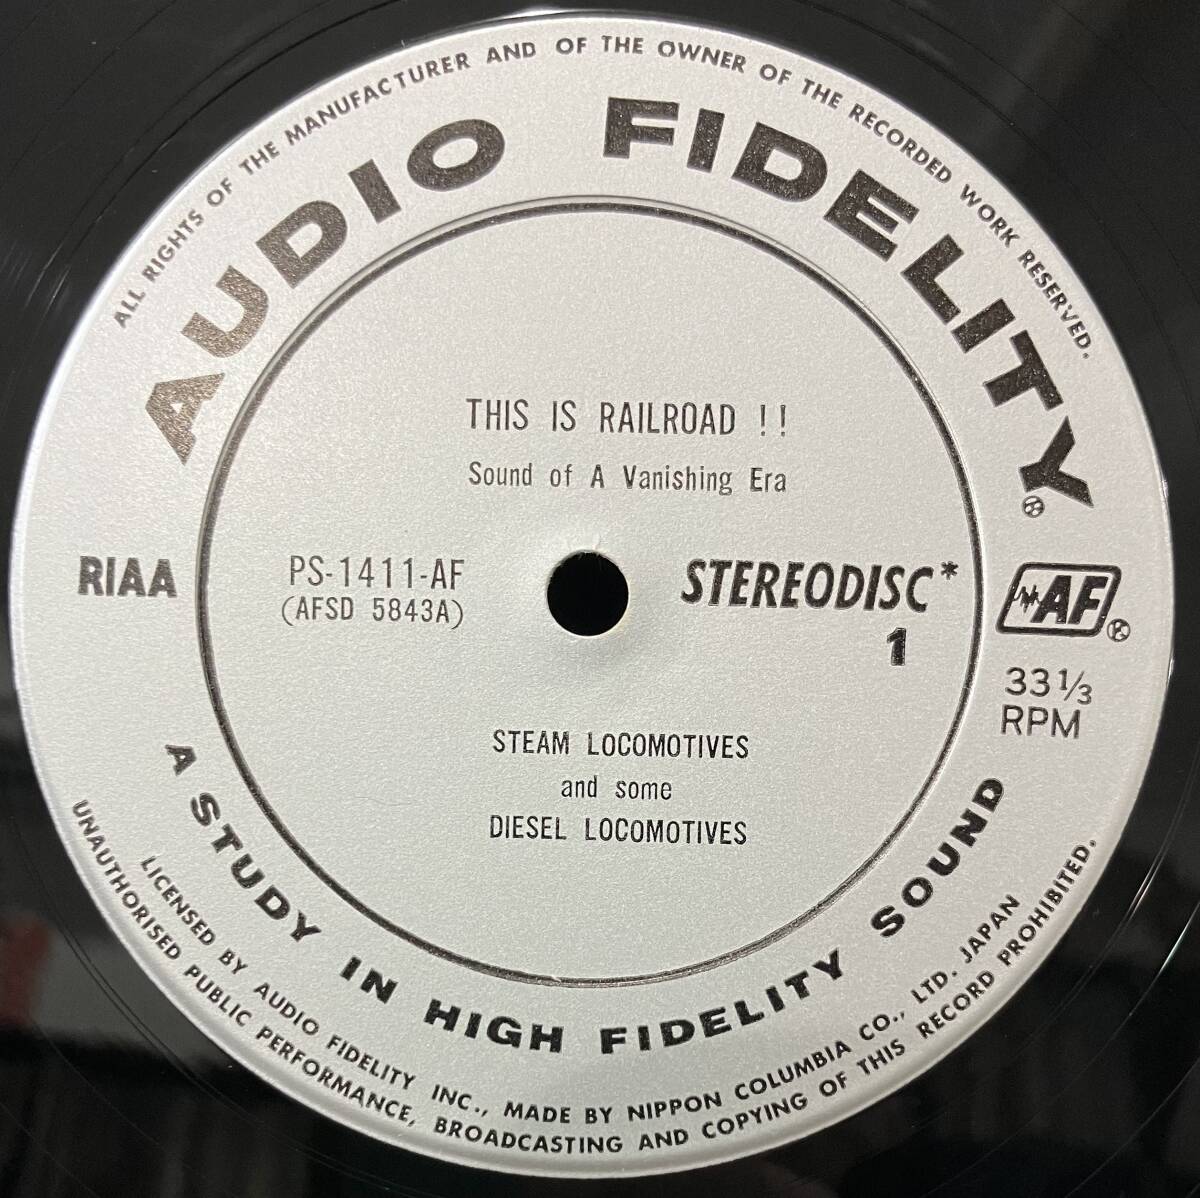 ALL RIGHTS OF THE MANUFACTURER AND OF THE OWNER OF THE RECORDED WORK RESERVED.
AUDIO FIDELITY®
THIS IS RAILROAD !!
Sound of A Vanishing Era
RIAA
PS-1411-AF
(AFSD 5843A)
STEREODISC*
1
AF®
33 1/3
RPM
STEAM LOCOMOTIVES
and some
DIESEL LOCOMOTIVES
A STUDY IN HIGH FIDELITY SOUND
LICENSED BY AUDIO FIDELITY INC., MADE BY NIPPON COLUMBIA CO., LTD. JAPAN
UNAUTHORISED PUBLIC PERFORMANCE, BROADCASTING AND COPYING OF THIS RECORD PROHIBITED.